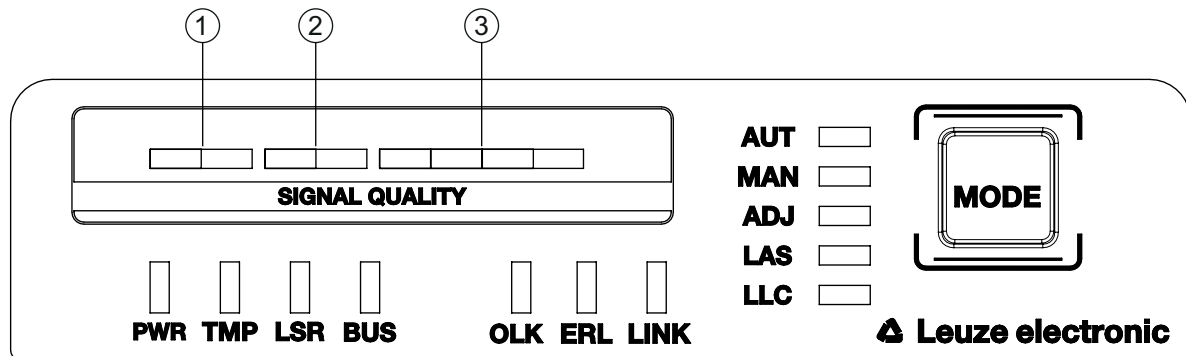 1 2 3
SIGNAL QUALITY
PWR TMP LSR BUS OLK ERL LINK
AUT
MAN
ADJ
LAS
LLC
MODE
Leuze electronic